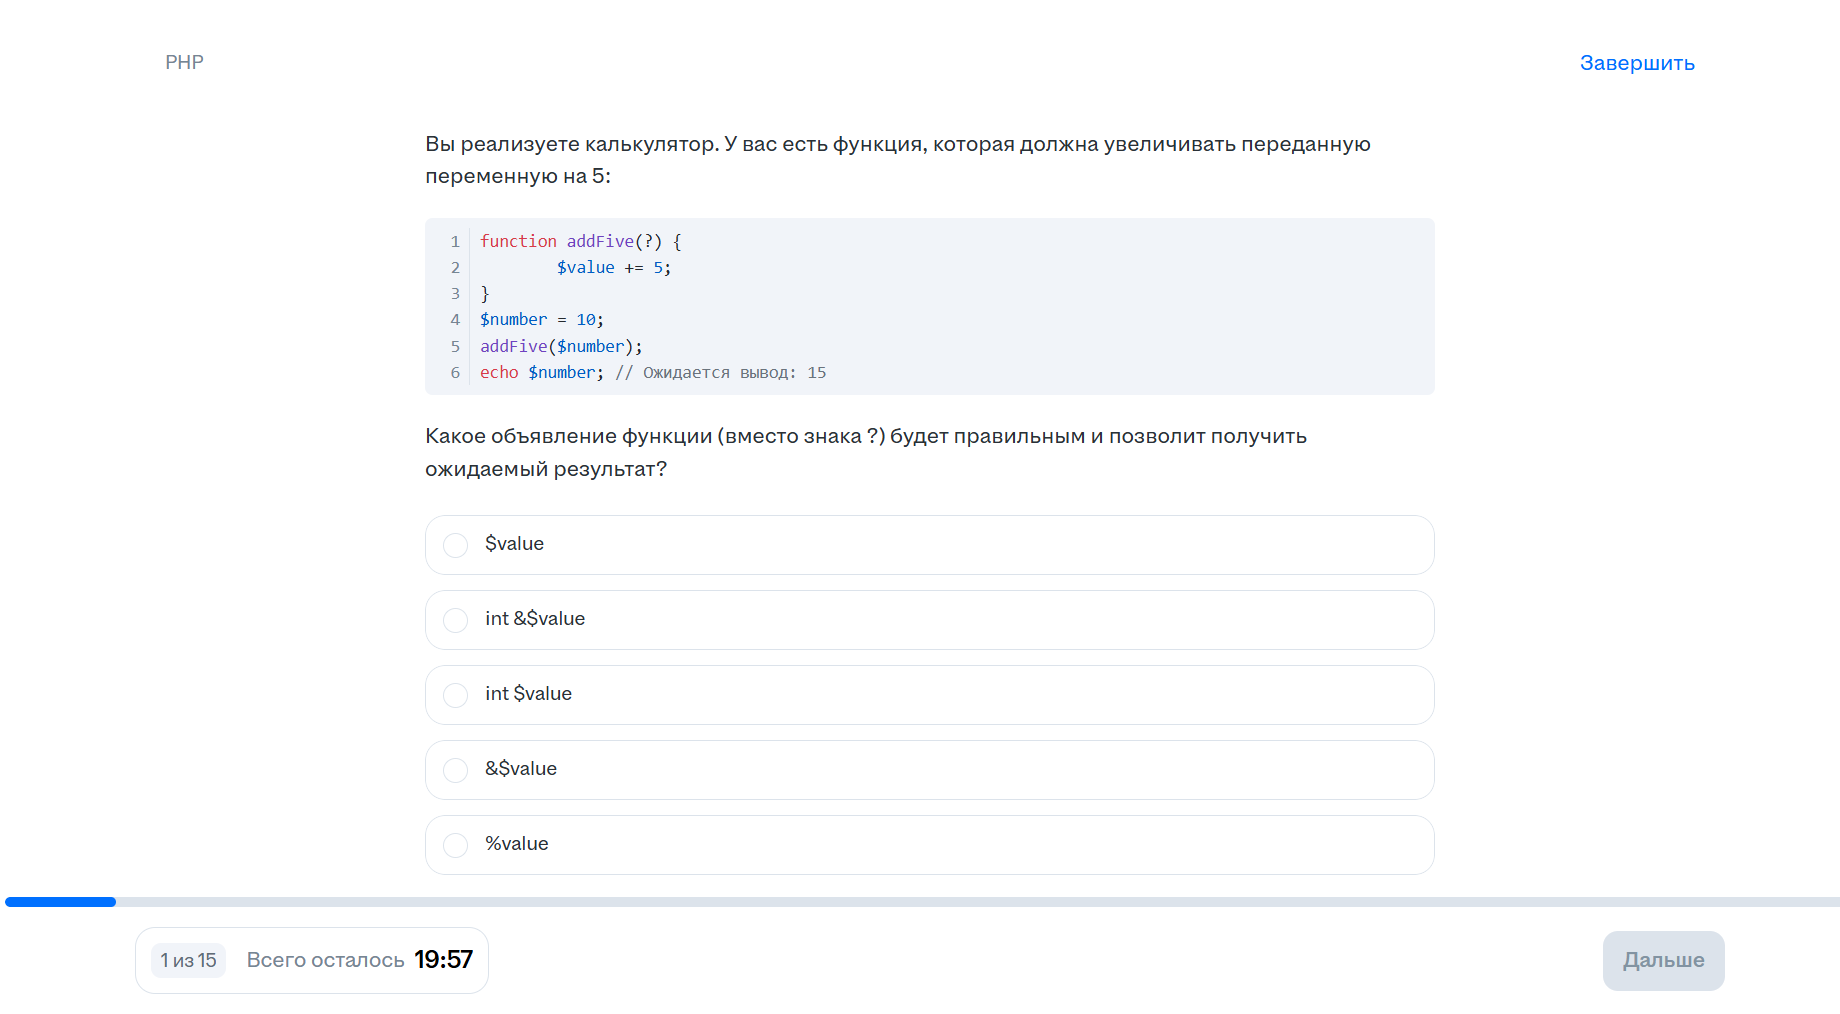 PHP
Завершить
Вы реализуете калькулятор. У вас есть функция, которая должна увеличивать переданную
переменную на 5:
1 function addFive(?) {
2         $value += 5;
3 }
4 $number = 10;
5 addFive($number);
6 echo $number; // Ожидается вывод: 15
Какое объявление функции (вместо знака ?) будет правильным и позволит получить
ожидаемый результат?
$value
int &$value
int $value
&$value
%value
1 из 15 Всего осталось 19:57
Дальше